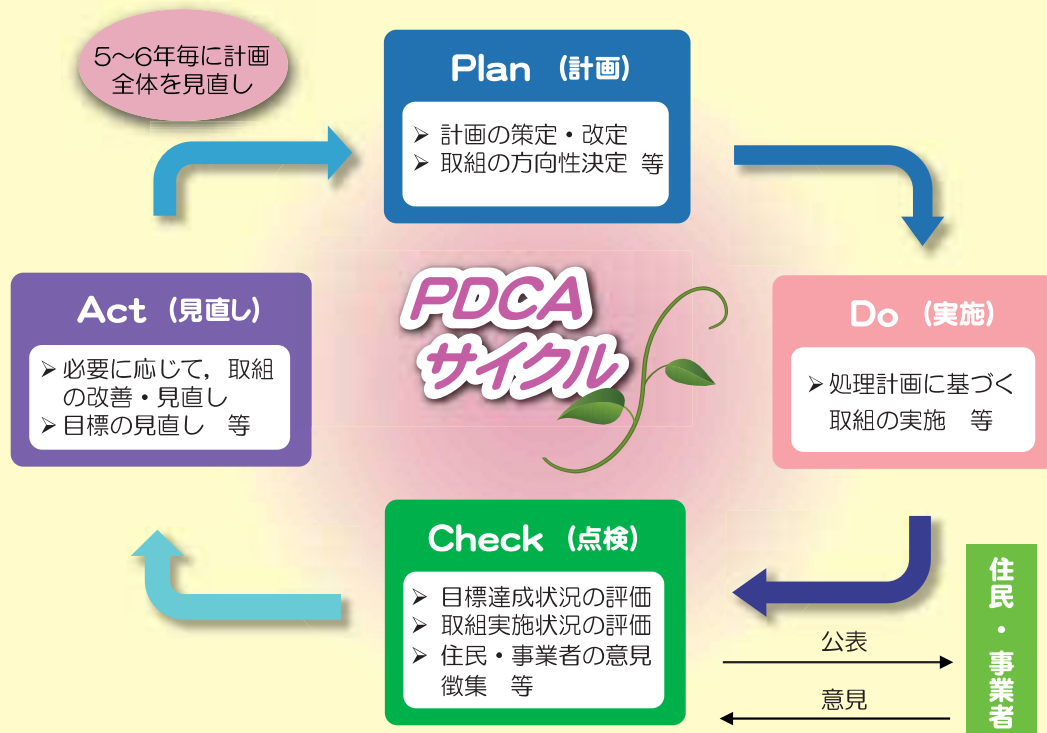 5~6年毎に計画
全体を見直し
Plan (計画)
➢ 計画の策定・改定
➢ 取組の方向性決定 等
PDCA
サイクル
Act (見直し)
➢ 必要に応じて，取組
の改善・見直し
➢ 目標の見直し 等
Do (実施)
➢ 処理計画に基づく
取組の実施 等
Check (点検)
➢ 目標達成状況の評価
➢ 取組実施状況の評価
➢ 住民・事業者の意見
徴集 等
公表
意見
住民・事業者